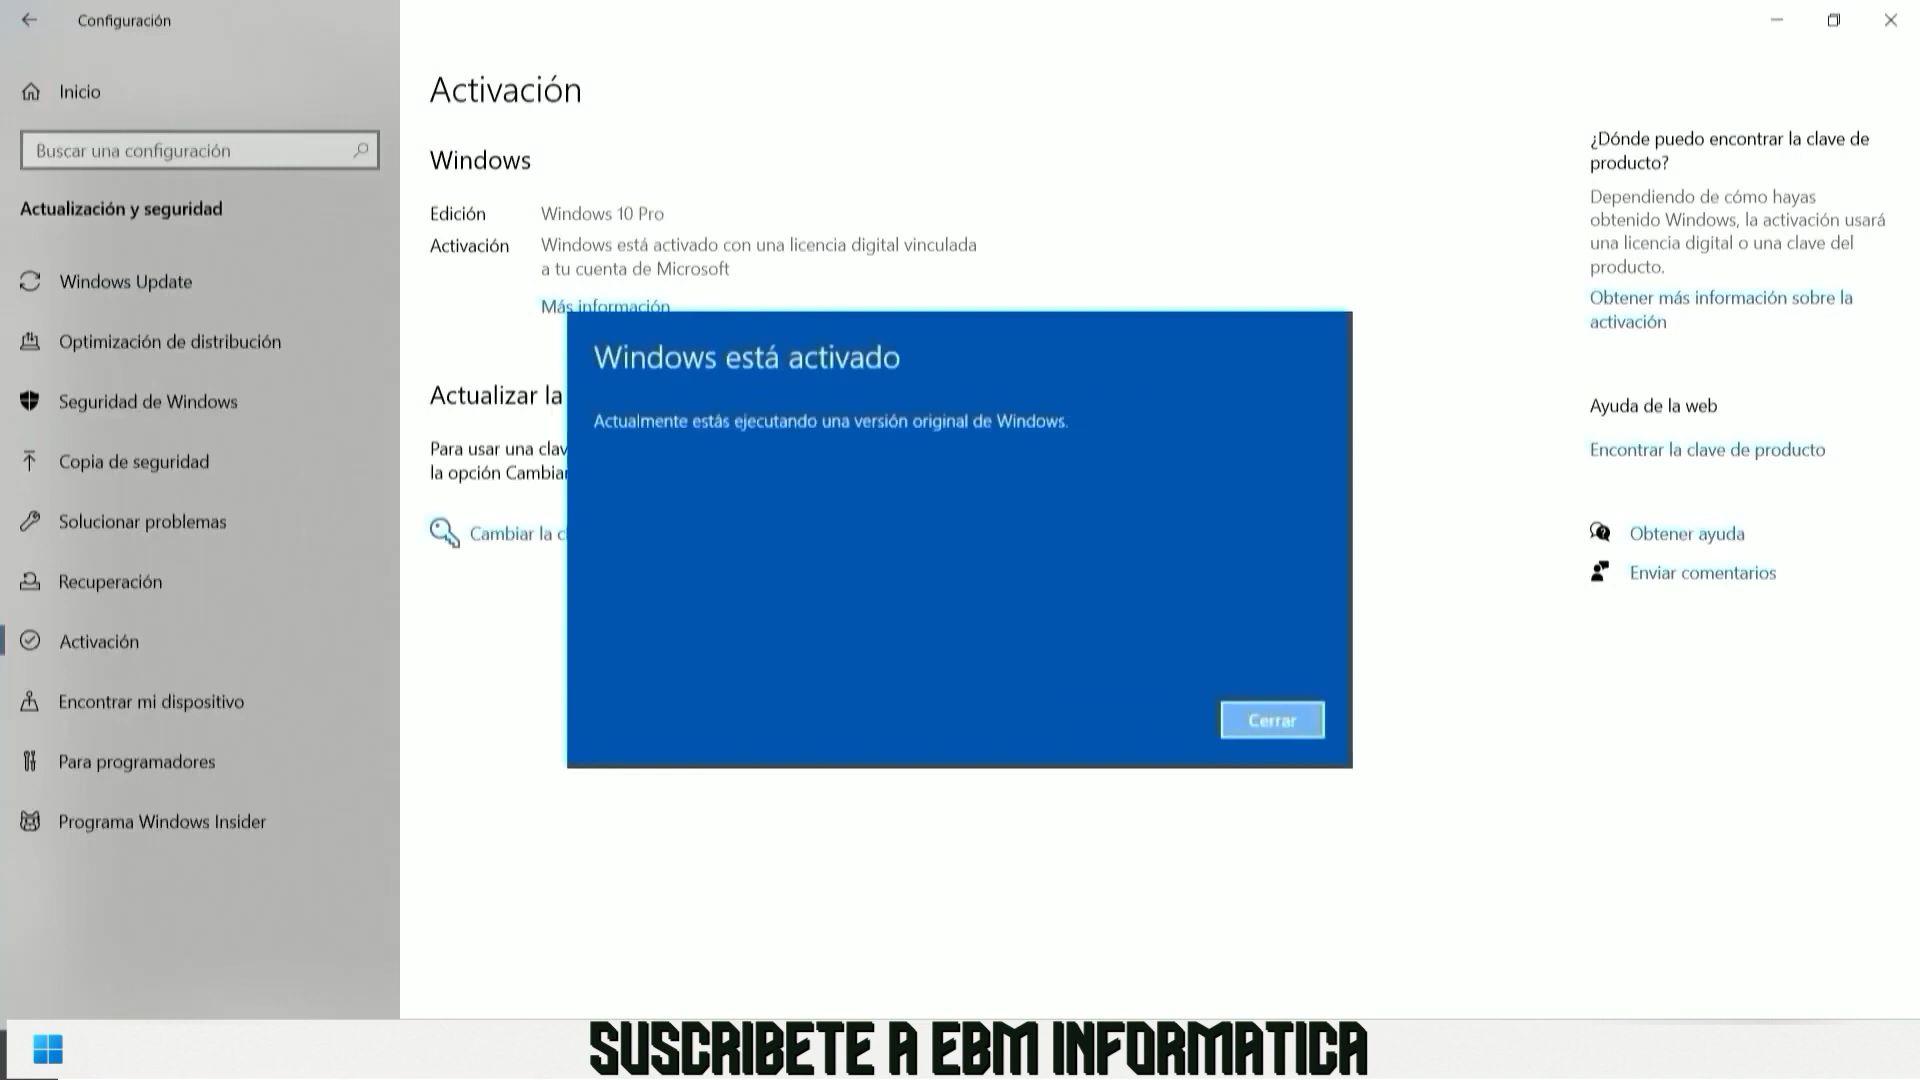 Configuración
Inicio
Buscar una configuración
Actualización y seguridad
Windows Update
Optimización de distribución
Seguridad de Windows
Copia de seguridad
Solucionar problemas
Recuperación
Activación
Encontrar mi dispositivo
Para programadores
Programa Windows Insider
Activación
Windows
Edición Windows 10 Pro
Activación Windows está activado con una licencia digital vinculada
a tu cuenta de Microsoft
Más información
Actualizar la
Para usar una clav
la opción Cambiar
Cambiar la c
Windows está activado
Actualmente estás ejecutando una versión original de Windows.
Cerrar
¿Dónde puedo encontrar la clave de
producto?
Dependiendo de cómo hayas
obtenido Windows, la activación usará
una licencia digital o una clave del
producto.
Obtener más información sobre la
activación
Ayuda de la web
Encontrar la clave de producto
Obtener ayuda
Enviar comentarios
SUSCRIBETE A EBM INFORMATICA